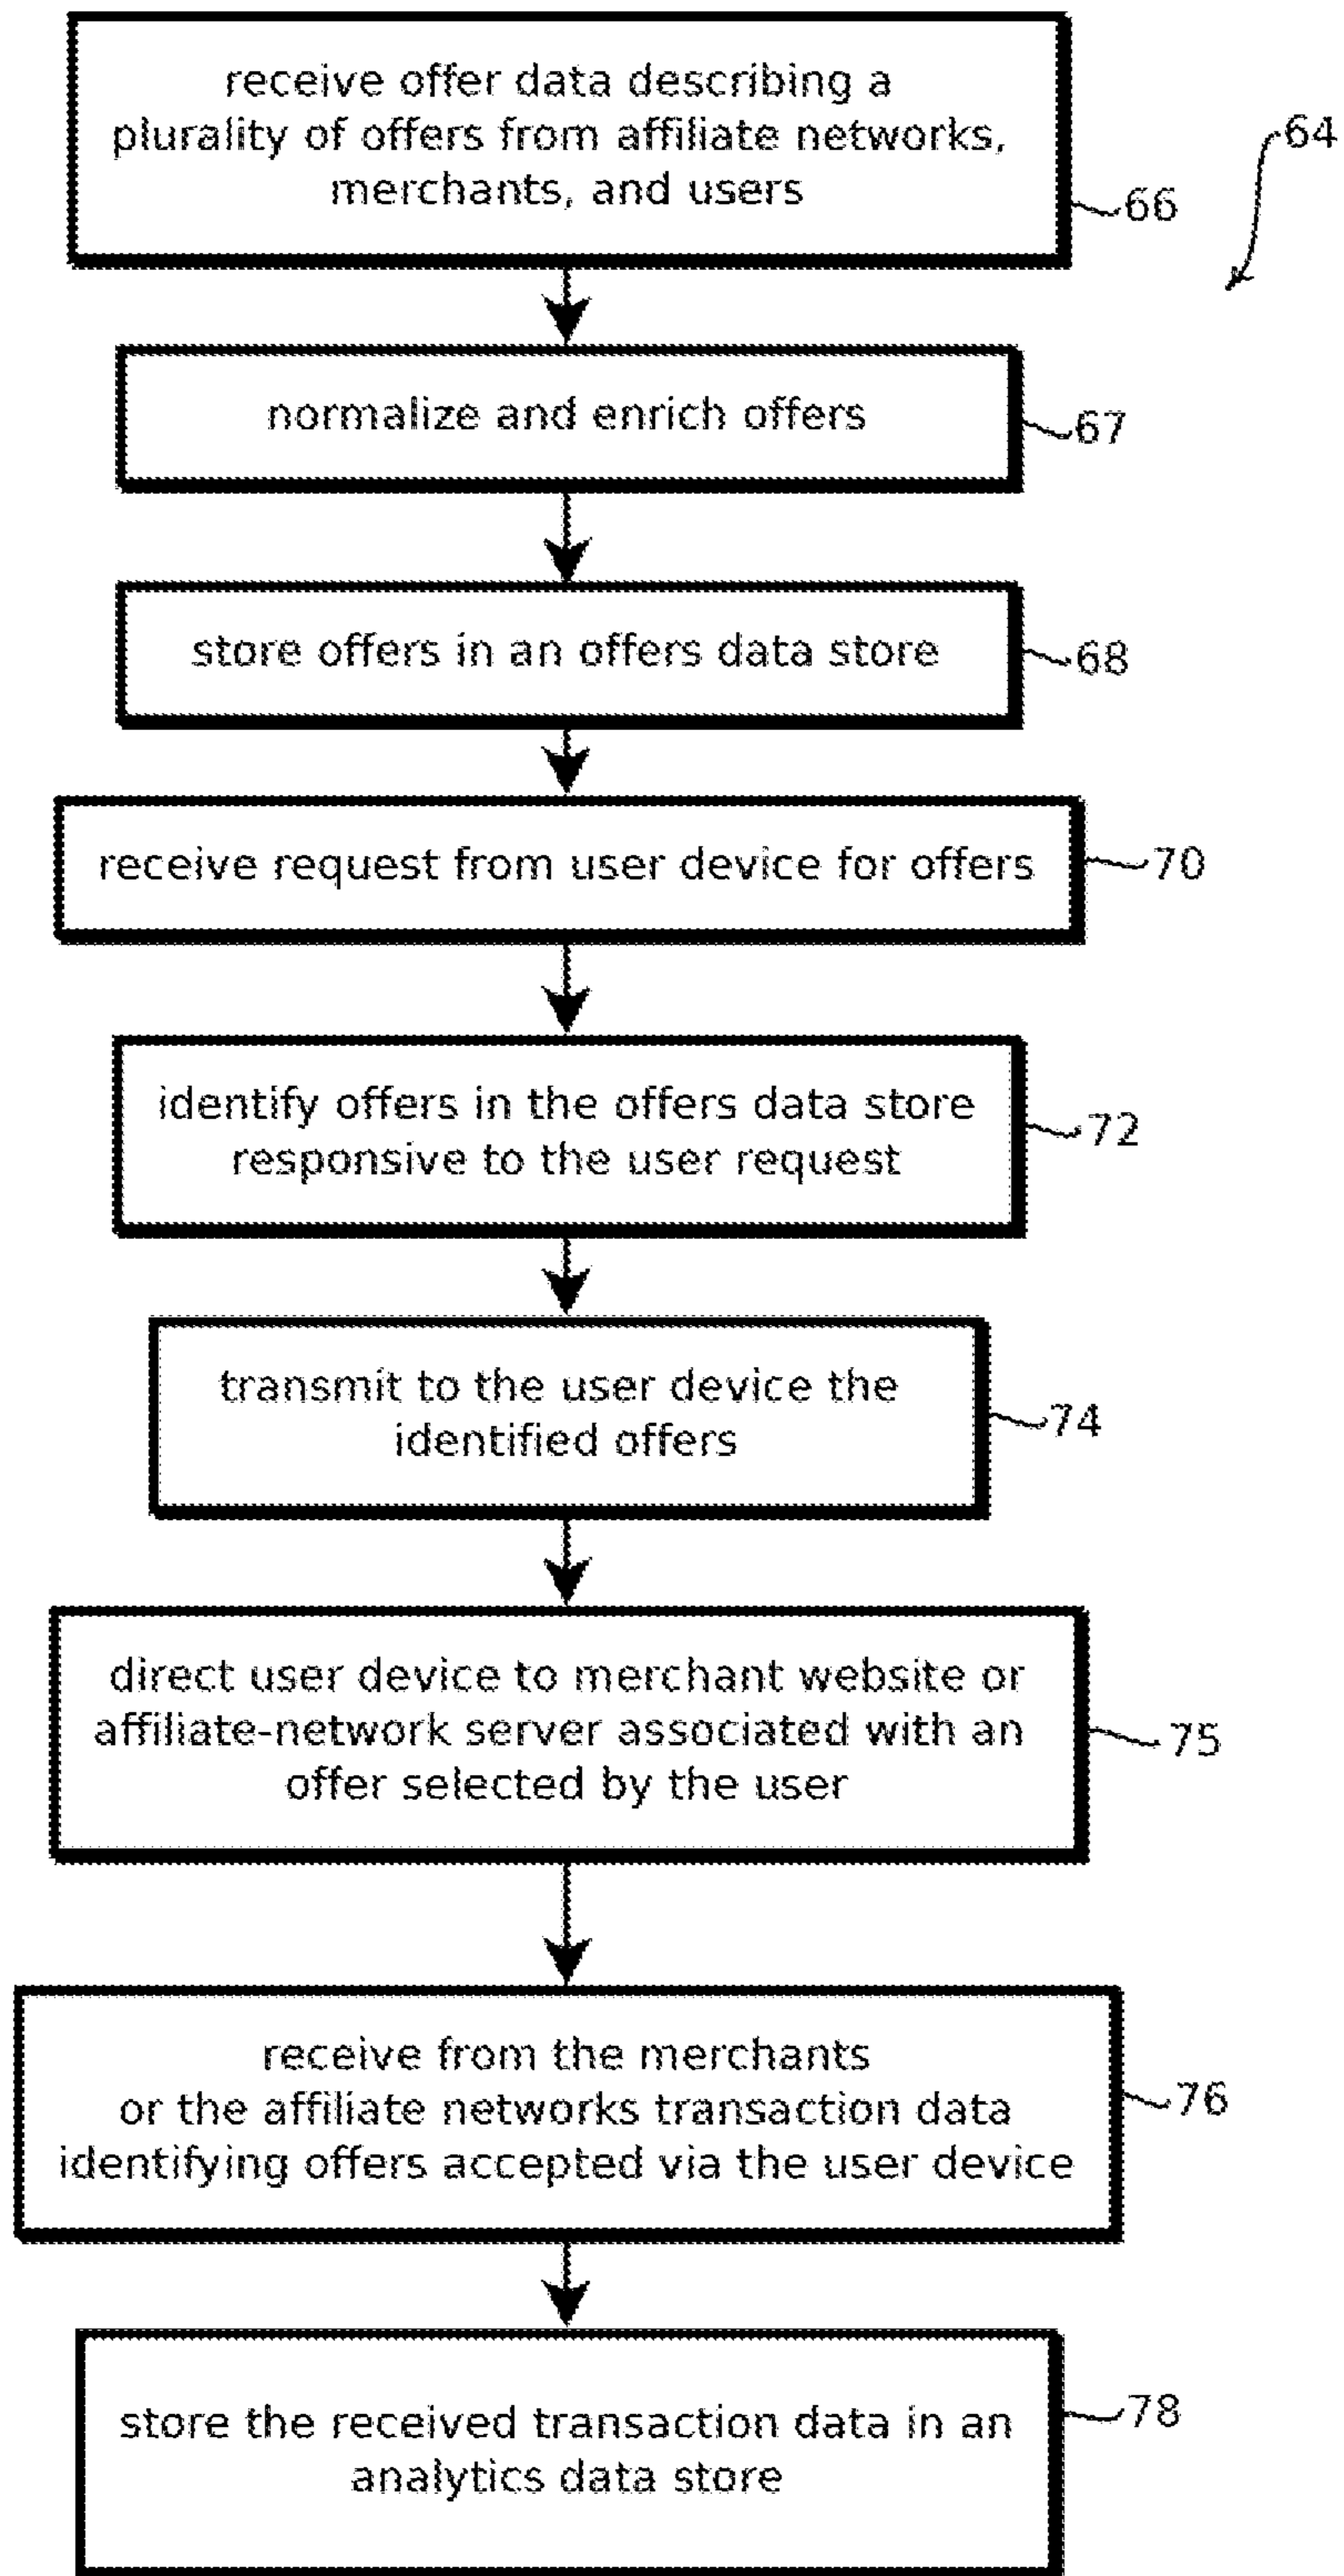 receive offer data describing a
plurality of offers from affiliate networks,
merchants, and users
64
66
normalize and enrich offers
67
store offers in an offers data store
68
receive request from user device for offers
70
identify offers in the offers data store
responsive to the user request
72
transmit to the user device the
identified offers
74
direct user device to merchant website or
affiliate-network server associated with an
offer selected by the user
75
receive from the merchants
or the affiliate networks transaction data
identifying offers accepted via the user device
76
store the received transaction data in an
analytics data store
78